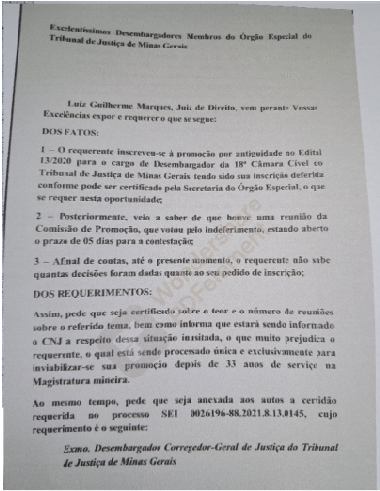 Excelentíssimos Desembargadores Membros do Órgão Especial do
Tribunal de Justiça de Minas Gerais
Luiz Guilherme Marques, Juiz de Direito, vem perante Vossas
Excelências expor e requerer o que se segue:
DOS FATOS:
1 – O requerente inscreveu-se à promoção por antiguidade no Edital
13/2020 para o cargo de Desembargador da 18ª Câmara Cível do
Tribunal de Justiça de Minas Gerais tendo sido sua inscrição deferida
conforme pode ser certificado pela Secretaria do Órgão Especial, o que
se requer nesta oportunidade;
2 – Posteriormente, veio a saber de que houve uma reunião da
Comissão de Promoção, que votou pelo indeferimento, estando aberto
o prazo de 05 dias para a contestação;
3 – Afinal de contas, até o presente momento, o requerente não sabe
quantas decisões foram dadas quanto ao seu pedido de inscrição;
DOS REQUERIMENTOS:
Assim, pede que seja certificado sobre o teor e o número de reuniões
sobre o referido tema, bem como informa que estará sendo informado
o CNJ a respeito dessa situação inusitada, o que muito prejudica o
requerente, o qual está sendo processado única e exclusivamente para
inviabilizar-se sua promoção depois de 33 anos de serviço na
Magistratura mineira.
Ao mesmo tempo, pede que seja anexada aos autos a certidão
requerida no processo SEI 0026196-88.2021.8.13.0145, cujo
requerimento é o seguinte:
Exmo. Desembargador Corregedor-Geral de Justiça do Tribunal
de Justiça de Minas Gerais
Wondershare
PDFelement